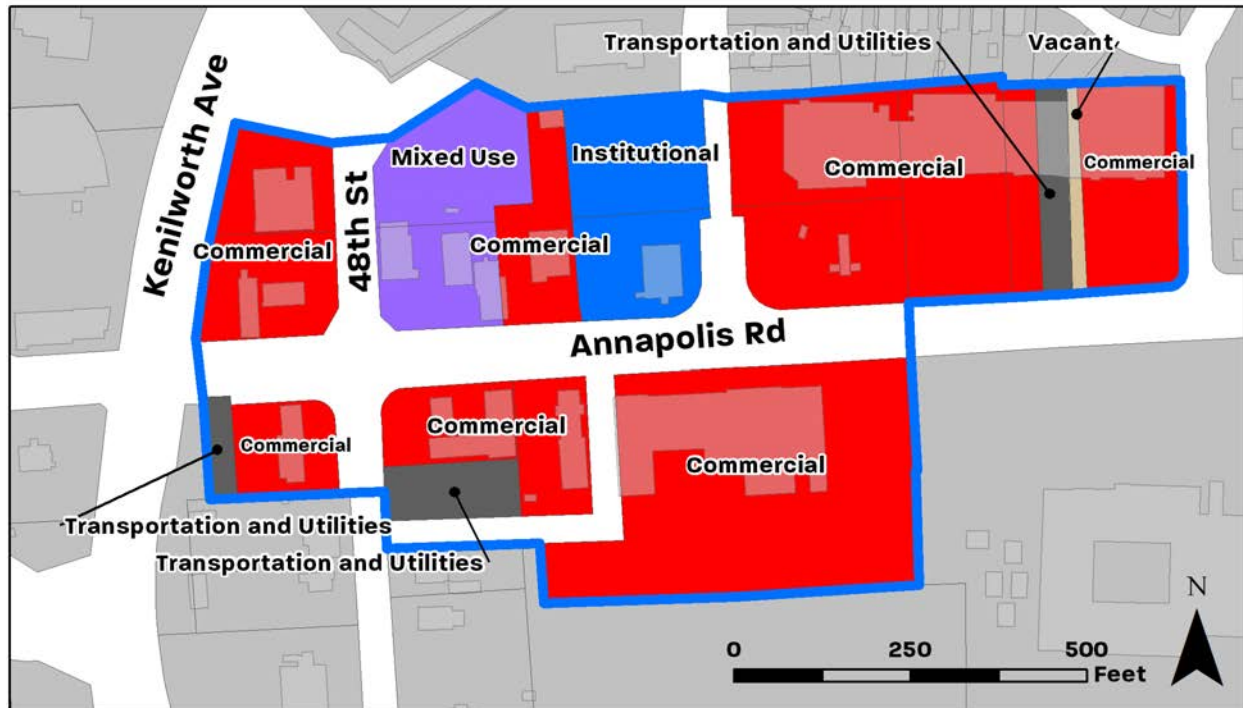 Transportation and Utilities
Vacant
Kenilworth Ave
Mixed Use
Institutional
Commercial
Commercial
48th St
Commercial
Commercial
Annapolis Rd
Commercial
Commercial
Commercial
Transportation and Utilities
Transportation and Utilities
N
0 250 500
Feet